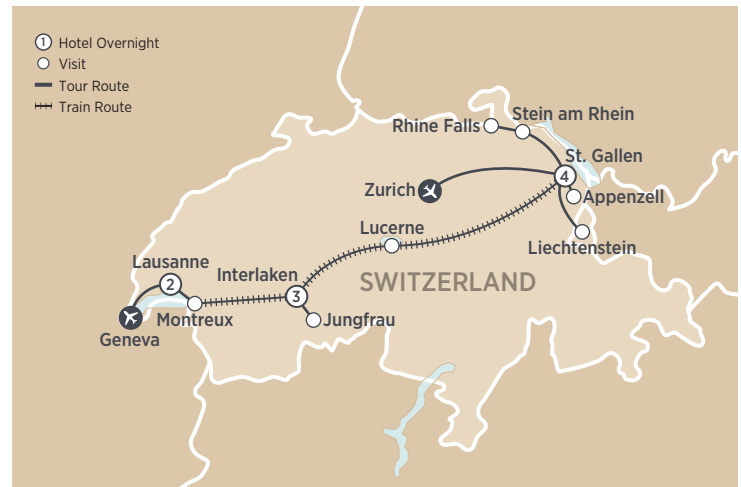 1 Hotel Overnight
Visit
Tour Route
Train Route
Rhine Falls
Stein am Rhein
St. Gallen
4
Zurich
Appenzell
Lucerne
Liechtenstein
Lausanne
2
Interlaken
3
SWITZERLAND
Montreux
Jungfrau
Geneva